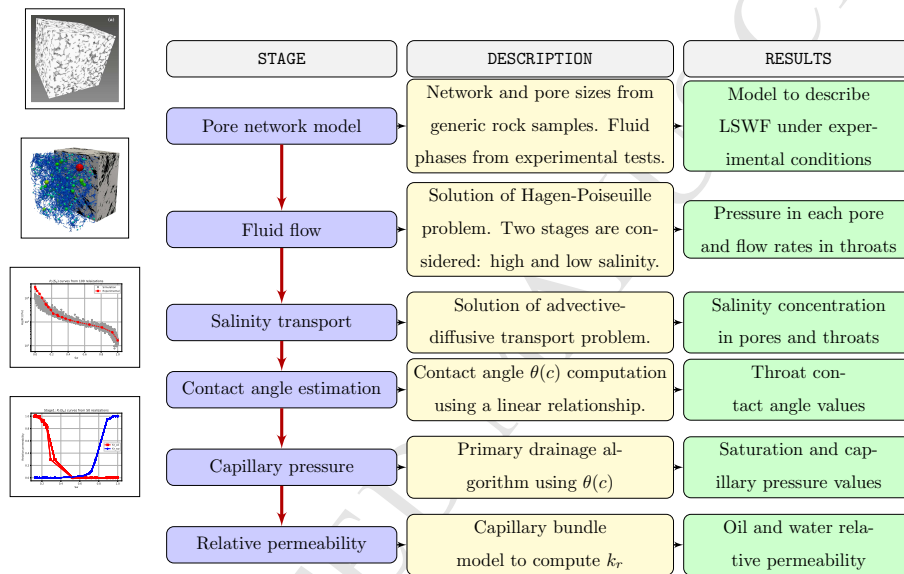 STAGE
DESCRIPTION
RESULTS
Pore network model
Network and pore sizes from
generic rock samples. Fluid
phases from experimental tests.
Model to describe
LSWF under exper-
imental conditions
Fluid flow
Solution of Hagen-Poiseuille
problem. Two stages are con-
sidered: high and low salinity.
Pressure in each pore
and flow rates in throats
Salinity transport
Solution of advective-
diffusive transport problem.
Salinity concentration
in pores and throats
Contact angle estimation
Contact angle θ(c) computation
using a linear relationship.
Throat con-
tact angle values
Capillary pressure
Primary drainage al-
gorithm using θ(c)
Saturation and cap-
illary pressure values
Relative permeability
Capillary bundle
model to compute kᵣ
Oil and water rela-
tive permeability